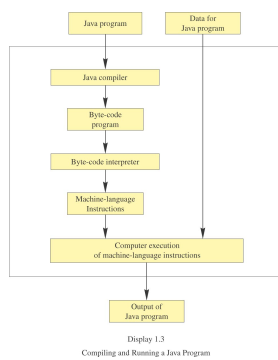 Java program
Data for
Java program
Java compiler
Byte-code
program
Byte-code interpreter
Machine-language
Instructions
Computer execution
of machine-language instructions
Output of
Java program
Display 1.3
Compiling and Running a Java Program